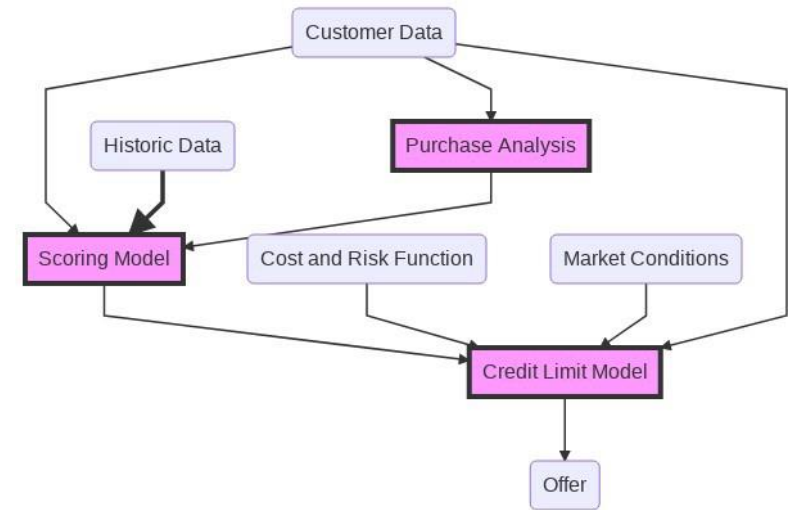 Customer Data
Historic Data
Purchase Analysis
Scoring Model
Cost and Risk Function
Market Conditions
Credit Limit Model
Offer